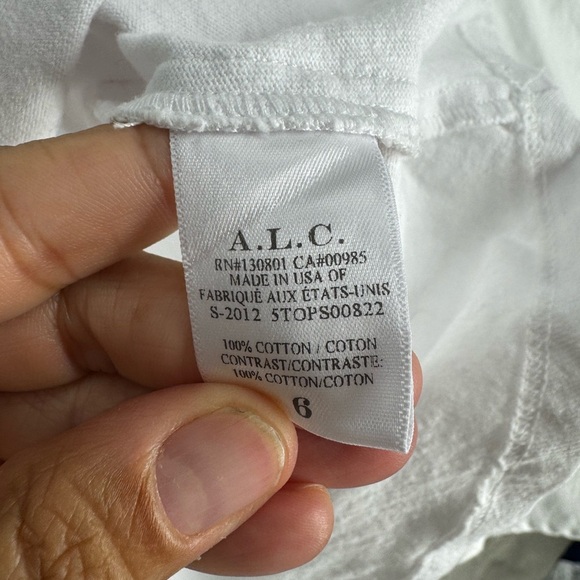 A.L.C.
RN#130801 CA#00985
MADE IN USA OF
FABRIQUÉ AUX ÉTATS-UNIS
S-2012 5TOPS00822
100% COTTON / COTON
CONTRAST/CONTRASTE:
100% COTTON/COTON
6